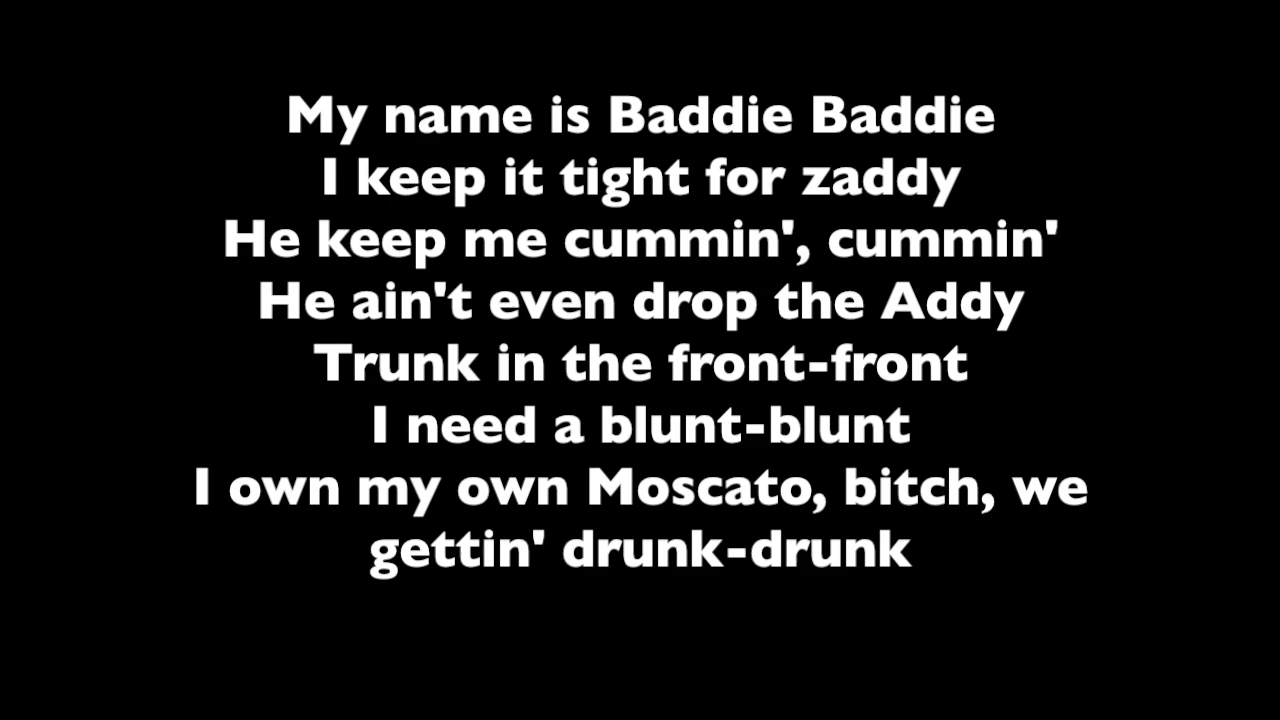 My name is Baddie Baddie
I keep it tight for zaddy
He keep me cummin', cummin'
He ain't even drop the Addy
Trunk in the front-front
I need a blunt-blunt
I own my own Moscato, bitch, we
gettin' drunk-drunk